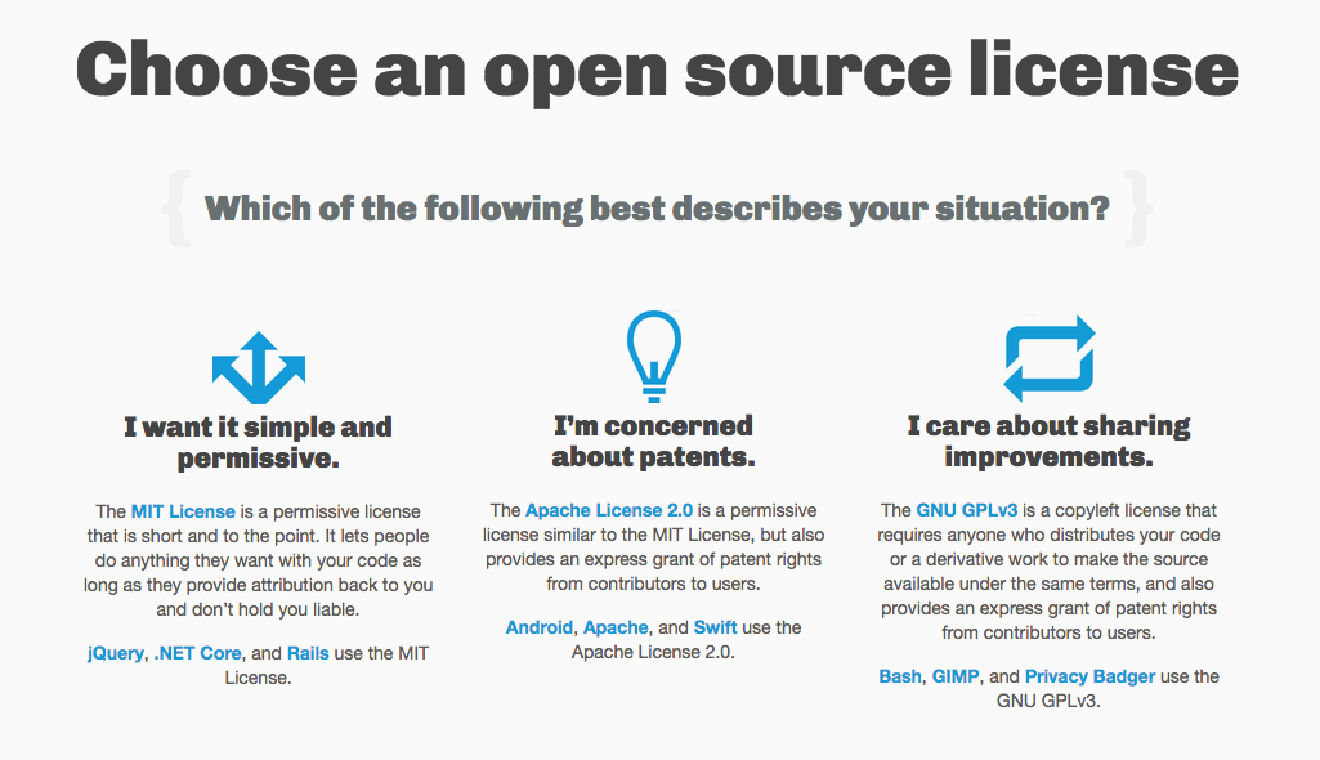 Choose an open source license
{ Which of the following best describes your situation? }
I want it simple and
permissive.
The MIT License is a permissive license
that is short and to the point. It lets people
do anything they want with your code as
long as they provide attribution back to you
and don't hold you liable.
jQuery, .NET Core, and Rails use the MIT
License.
I'm concerned
about patents.
The Apache License 2.0 is a permissive
license similar to the MIT License, but also
provides an express grant of patent rights
from contributors to users.
Android, Apache, and Swift use the
Apache License 2.0.
I care about sharing
improvements.
The GNU GPLv3 is a copyleft license that
requires anyone who distributes your code
or a derivative work to make the source
available under the same terms, and also
provides an express grant of patent rights
from contributors to users.
Bash, GIMP, and Privacy Badger use the
GNU GPLv3.